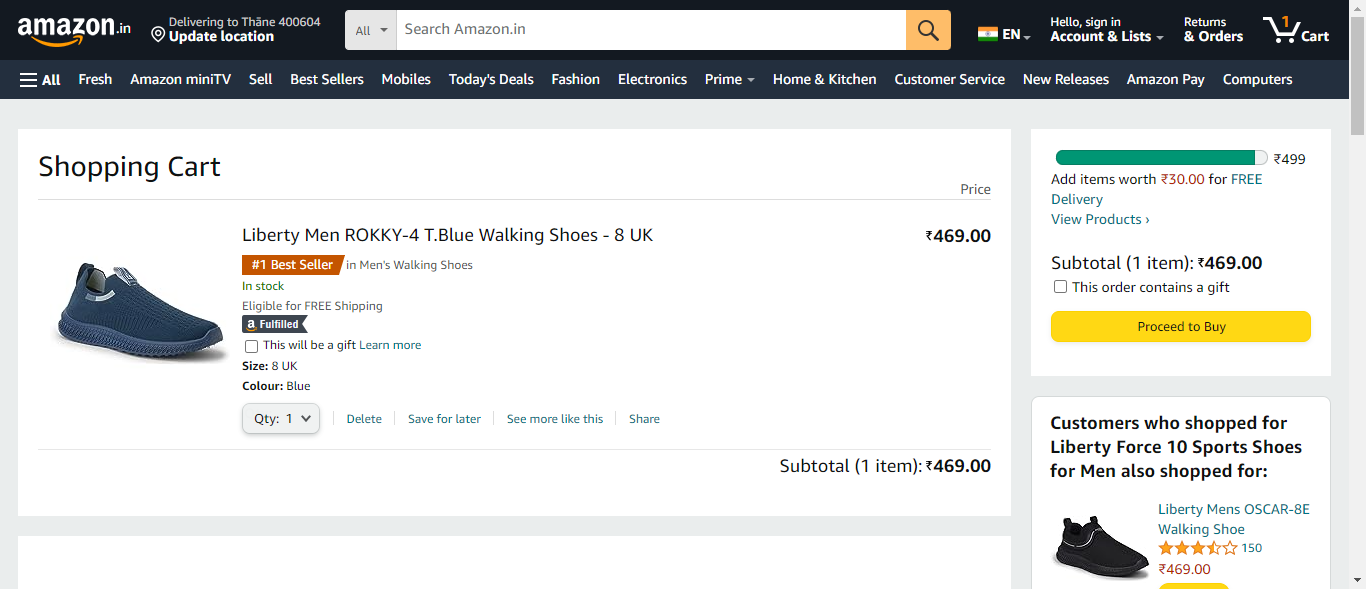 amazon.in
Delivering to Thāne 400604
Update location
All
Search Amazon.in
EN
Hello, sign in
Account & Lists
Returns
& Orders
1
Cart
All Fresh Amazon miniTV Sell Best Sellers Mobiles Today's Deals Fashion Electronics Prime Home & Kitchen Customer Service New Releases Amazon Pay Computers
Shopping Cart
Price
Liberty Men ROKKY-4 T.Blue Walking Shoes - 8 UK
₹469.00
#1 Best Seller in Men's Walking Shoes
In stock
Eligible for FREE Shipping
a Fulfilled
This will be a gift Learn more
Size: 8 UK
Colour: Blue
Qty: 1 Delete Save for later See more like this Share
Subtotal (1 item): ₹469.00
₹499
Add items worth ₹30.00 for FREE
Delivery
View Products ›
Subtotal (1 item): ₹469.00
This order contains a gift
Proceed to Buy
Customers who shopped for
Liberty Force 10 Sports Shoes
for Men also shopped for:
Liberty Mens OSCAR-8E
Walking Shoe
150
₹469.00